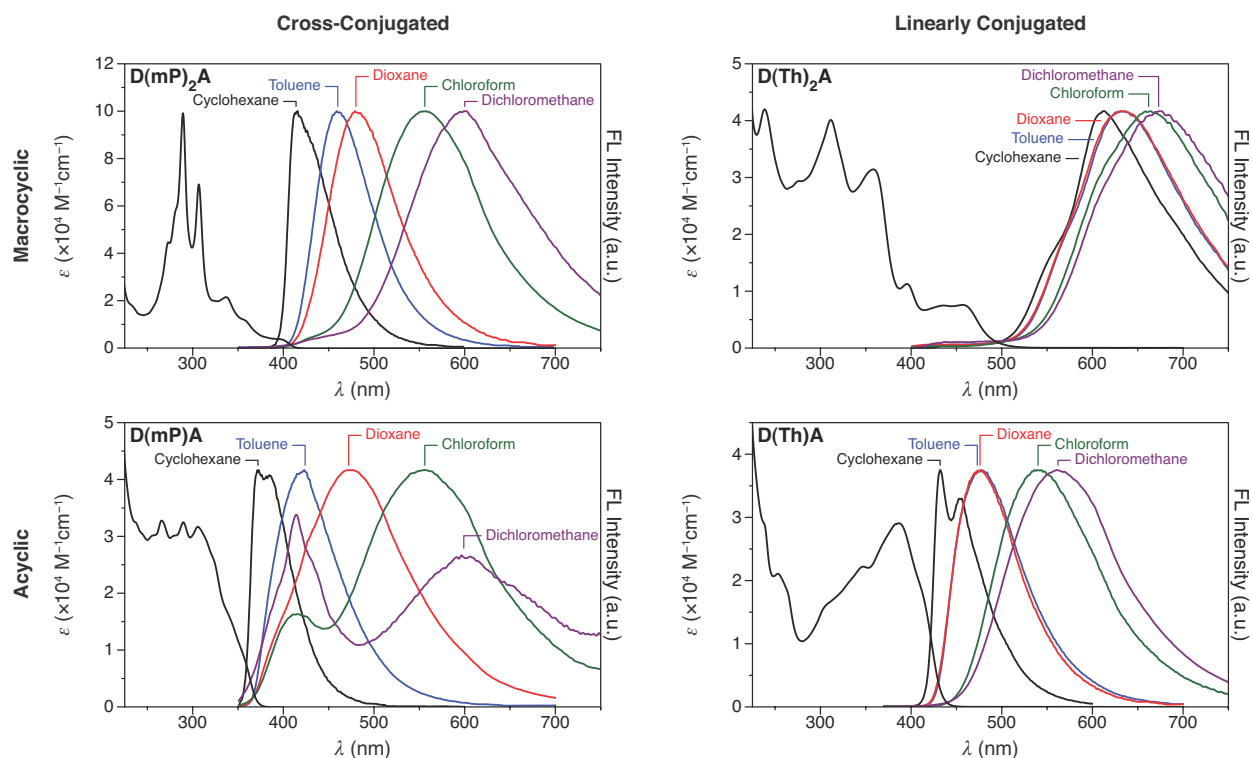 Cross-Conjugated
Linearly Conjugated
Macrocyclic
Acyclic
D(mP)₂A
Cyclohexane
Toluene
Dioxane
Chloroform
Dichloromethane
12
10
8
6
4
2
0
300 400 500 600 700
ε (×10⁴ M⁻¹cm⁻¹)
FL Intensity (a.u.)
λ (nm)
D(Th)₂A
Dichloromethane
Chloroform
Dioxane
Toluene
Cyclohexane
5
4
3
2
1
0
300 400 500 600 700
ε (×10⁴ M⁻¹cm⁻¹)
FL Intensity (a.u.)
λ (nm)
D(mP)A
Toluene
Dioxane
Cyclohexane
Chloroform
Dichloromethane
5
4
3
2
1
0
300 400 500 600 700
ε (×10⁴ M⁻¹cm⁻¹)
FL Intensity (a.u.)
λ (nm)
D(Th)A
Dioxane
Toluene
Chloroform
Cyclohexane
Dichloromethane
4
3
2
1
0
300 400 500 600 700
ε (×10⁴ M⁻¹cm⁻¹)
FL Intensity (a.u.)
λ (nm)